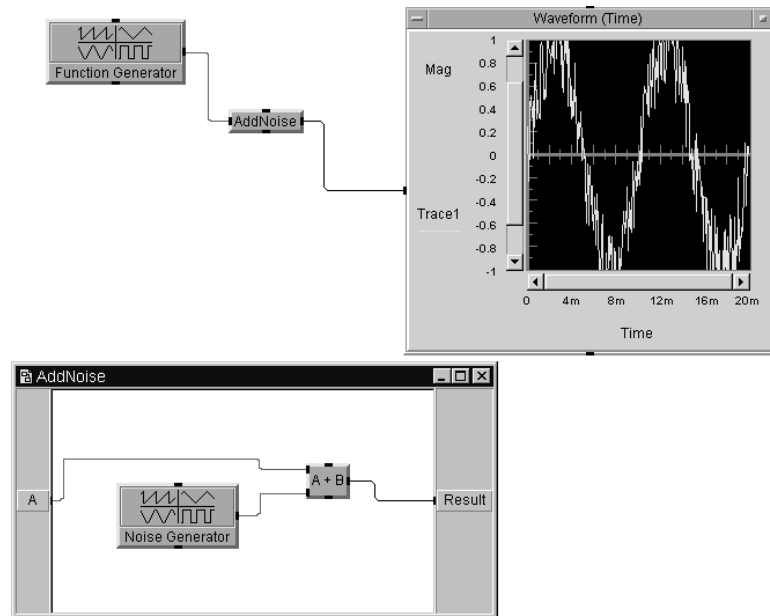 Function Generator
AddNoise
Waveform (Time)
Mag
Trace1
1
0.8
0.6
0.4
0.2
0
-0.2
-0.4
-0.6
-0.8
-1
0 4m 8m 12m 16m 20m
Time
AddNoise
A
A + B
Noise Generator
Result